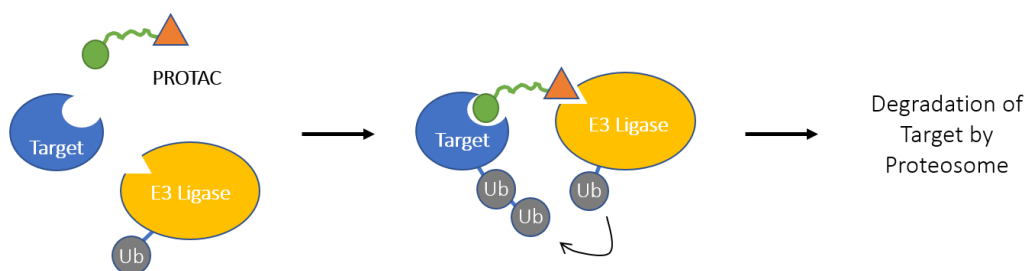 PROTAC
Target
E3 Ligase
Ub
Target
E3 Ligase
Ub
Ub
Ub
Degradation of
Target by
Proteosome